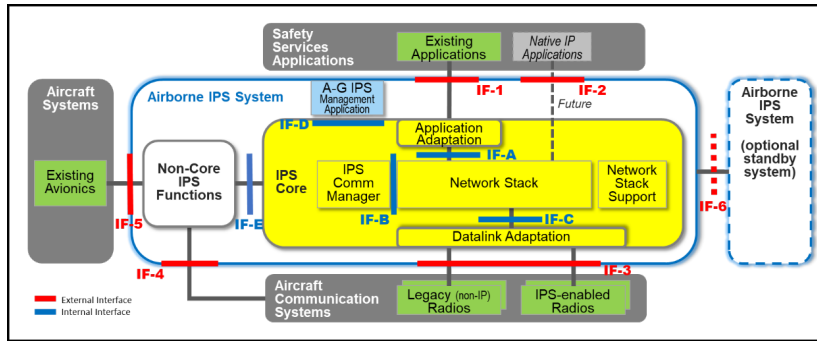 Safety
Services
Applications
Existing
Applications
Native IP
Applications
IF-1
IF-2
Future
Aircraft
Systems
Airborne IPS System
A-G IPS
Management
Application
IF-D
Application
Adaptation
IF-A
Airborne
IPS
System
(optional
standby
system)
Existing
Avionics
Non-Core
IPS
Functions
IPS
Core
IPS
Comm
Manager
Network Stack
Network
Stack
Support
IF-5
IF-E
IF-B
IF-C
IF-6
Datalink Adaptation
IF-4
IF-3
Aircraft
Communication
Systems
Legacy (non-IP)
Radios
IPS-enabled
Radios
External Interface
Internal Interface